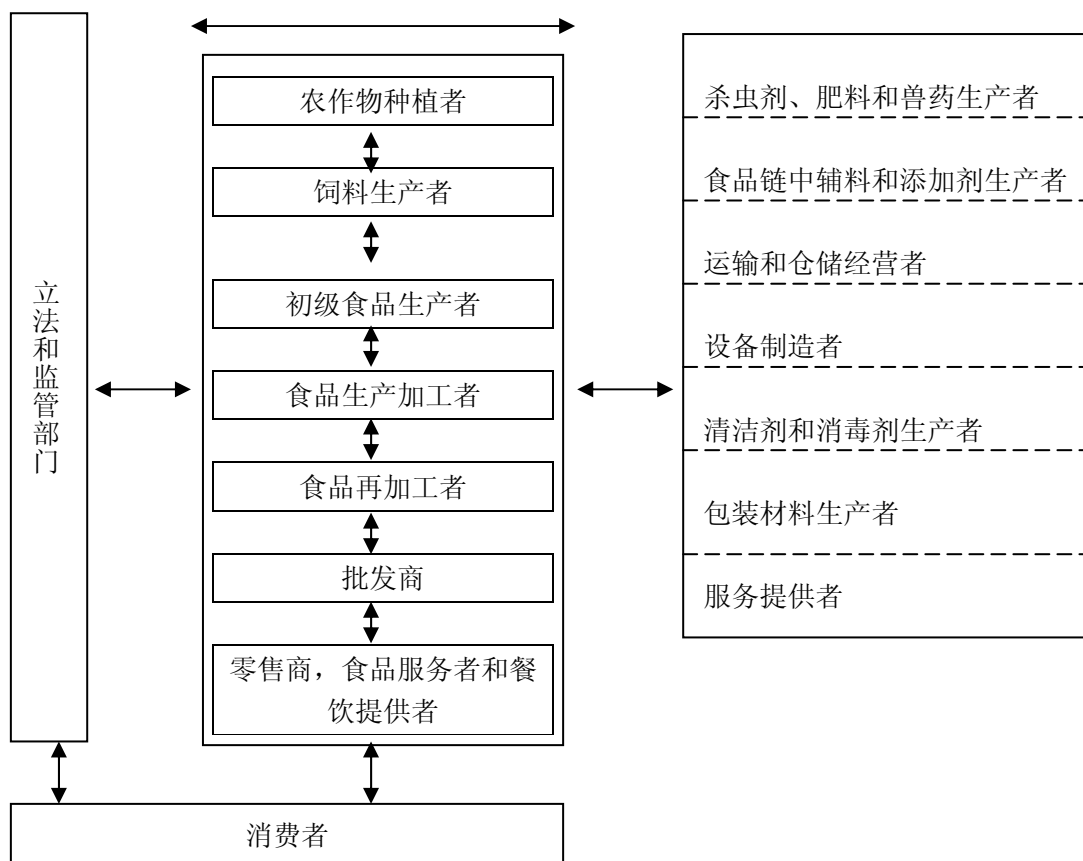 立法和监管部门
农作物种植者
饲料生产者
初级食品生产者
食品生产加工者
食品再加工者
批发商
零售商，食品服务者和餐
饮提供者
杀虫剂、肥料和兽药生产者
食品链中辅料和添加剂生产者
运输和仓储经营者
设备制造者
清洁剂和消毒剂生产者
包装材料生产者
服务提供者
消费者